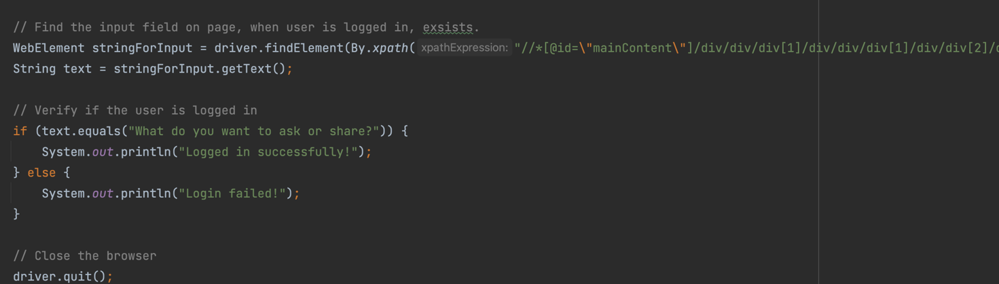 // Find the input field on page, when user is logged in, exsists.
WebElement stringForInput = driver.findElement(By.xpath( xpathExpression: "//*[@id=\"mainContent\"]/div/div/div[1]/div/div/div[1]/div/div[2]/
String text = stringForInput.getText();
// Verify if the user is logged in
if (text.equals("What do you want to ask or share?")) {
System.out.println("Logged in successfully!");
} else {
System.out.println("Login failed!");
}
// Close the browser
driver.quit();